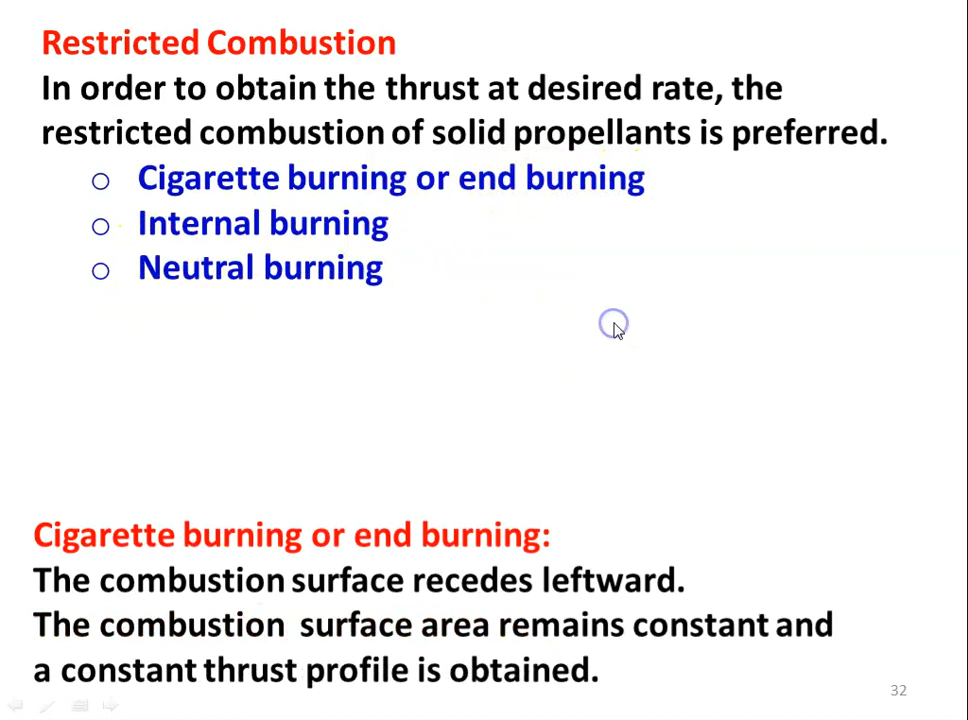 Restricted Combustion
In order to obtain the thrust at desired rate, the
restricted combustion of solid propellants is preferred.
o Cigarette burning or end burning
o Internal burning
o Neutral burning
Cigarette burning or end burning:
The combustion surface recedes leftward.
The combustion surface area remains constant and
a constant thrust profile is obtained.
32